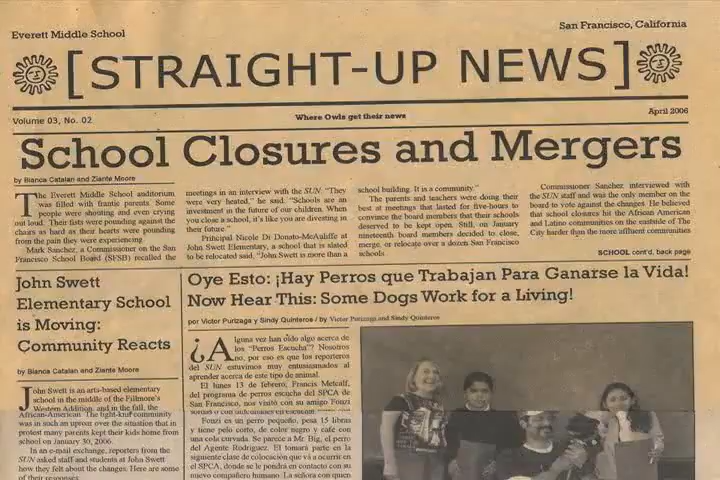 Everett Middle School
San Francisco, California
[STRAIGHT-UP NEWS]
Volume 03, No. 02
Where Owls get their news
April 2006
School Closures and Mergers
by Bianca Catalan and Ziante Moore
The Everett Middle School auditorium
was filled with frantic parents. Some
people were shouting and even crying
out loud. Their fists were pounding against the
chairs as hard as their hearts were pounding
from the pain they were experiencing.
Mark Sanchez, a Commissioner on the San
Francisco School Board (SFSB) recalled the
meetings in an interview with the SUN. "They
were very heated," he said. "Schools are an
investment in the future of our children. When
you close a school, it's like you are divesting in
their future."
Principal Nicole Di Donato-McAuliffe at
John Swett Elementary, a school that is slated
to be relocated said, "John Swett is more than a
school building. It is a community."
The parents and teachers were doing their
best at meetings that lasted for five-hours to
convince the board members that their schools
deserved to be kept open. Still, on January
nineteenth board members decided to close,
merge, or relocate over a dozen San Francisco
schools.
Commissioner Sanchez interviewed with
the SUN staff and was the only member on the
board to vote against the changes. He believed
that school closures hit the African American
and Latino communities on the eastside of The
City harder than the more affluent communities
SCHOOL cont'd, back page
John Swett
Elementary School
is Moving:
Community Reacts
by Bianca Catalan and Ziante Moore
John Swett is an arts-based elementary
school in the middle of the Fillmore's
Western Addition, and in the fall, the
African-American. The tight-knit community
was in such an uproar over the situation that in
protest many parents kept their kids home from
school on January 30, 2006.
In an e-mail exchange, reporters from the
SUN asked staff and students at John Swett
how they felt about the changes. Here are some
of their responses.
Oye Esto: ¡Hay Perros que Trabajan Para Ganarse la Vida!
Now Hear This: Some Dogs Work for a Living!
por Victor Purizaga y Sindy Quinteros / by Victor Purizaga and Sindy Quinteros
¿Alguna vez han oído algo acerca de
los "Perros Escucha"? Nosotros
no, por eso es que los reporteros
del SUN estuvimos muy entusiasmados al
aprender acerca de este tipo de animal.
El lunes 13 de febrero, Francis Metcalf,
del programa de perros escucha del SPCA de
San Francisco, nos visitó con su amigo Fouzi
Fouzi es un perro pequeño, pesa 15 libras
y tiene pelo corto, de color negro y café con
una cola curvada. Se parece a Mr. Big, el perro
del Agente Rodriguez. El tomará parte en la
siguiente clase de colocación que va a ocurrir en
el SPCA, donde se le pondrá en contacto con su
nuevo compañero humano. La señora con quien